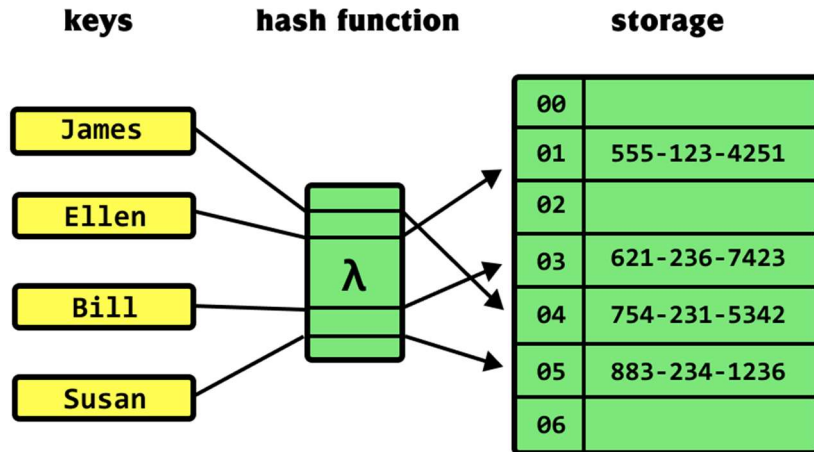 keys
hash function
storage
James
Ellen
Bill
Susan
λ
00
01 555-123-4251
02
03 621-236-7423
04 754-231-5342
05 883-234-1236
06